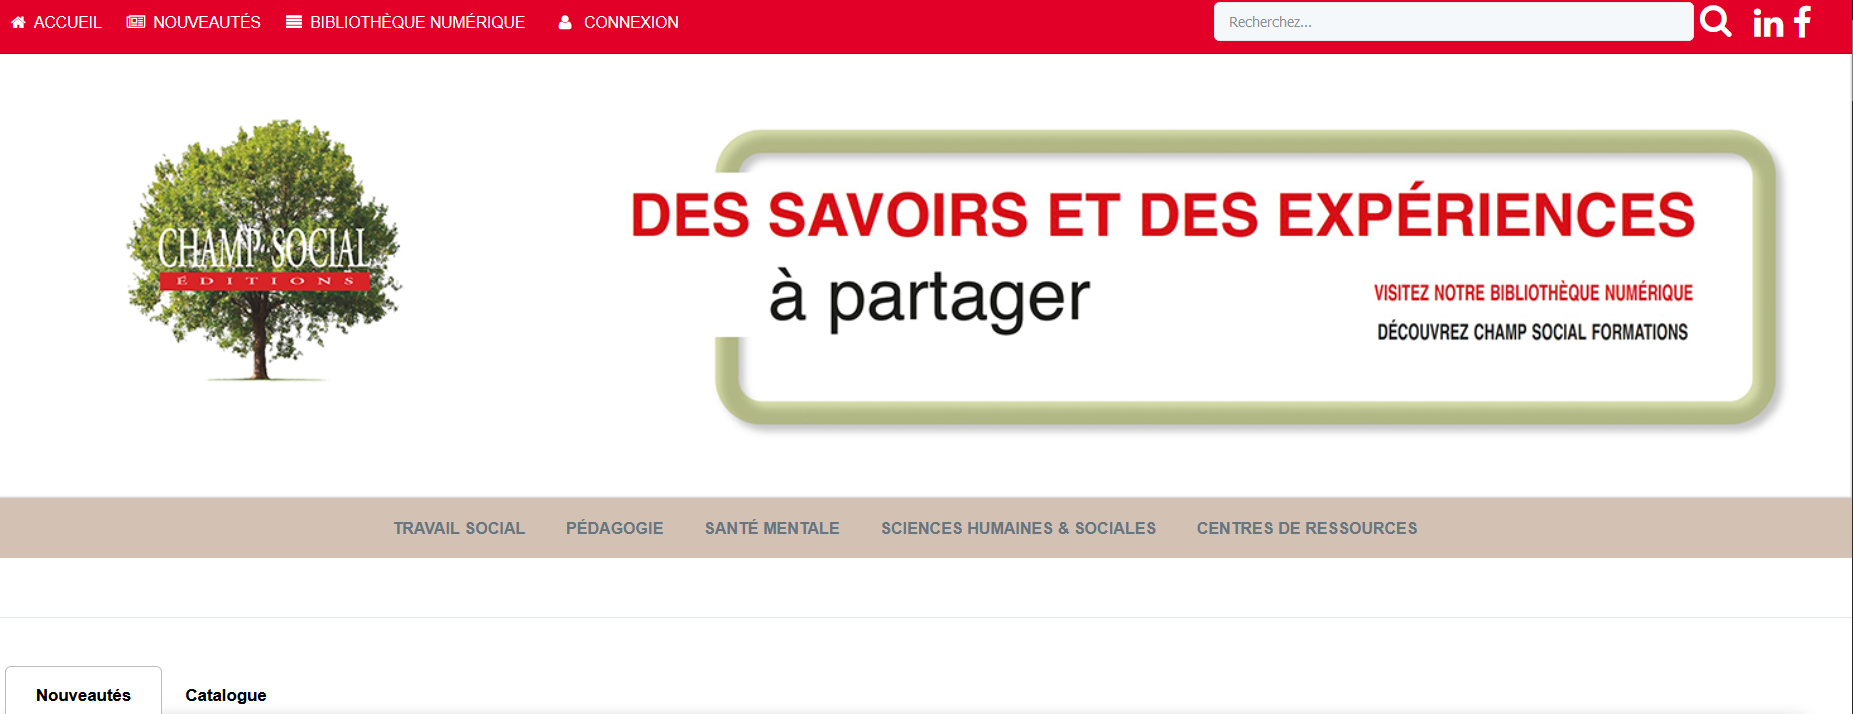 ACCUEIL NOUVEAUTÉS BIBLIOTHÈQUE NUMÉRIQUE CONNEXION Recherchez...
CHAMP SOCIAL
ÉDITIONS
DES SAVOIRS ET DES EXPÉRIENCES
à partager
VISITEZ NOTRE BIBLIOTHÈQUE NUMÉRIQUE
DÉCOUVREZ CHAMP SOCIAL FORMATIONS
TRAVAIL SOCIAL PÉDAGOGIE SANTÉ MENTALE SCIENCES HUMAINES & SOCIALES CENTRES DE RESSOURCES
Nouveautés Catalogue